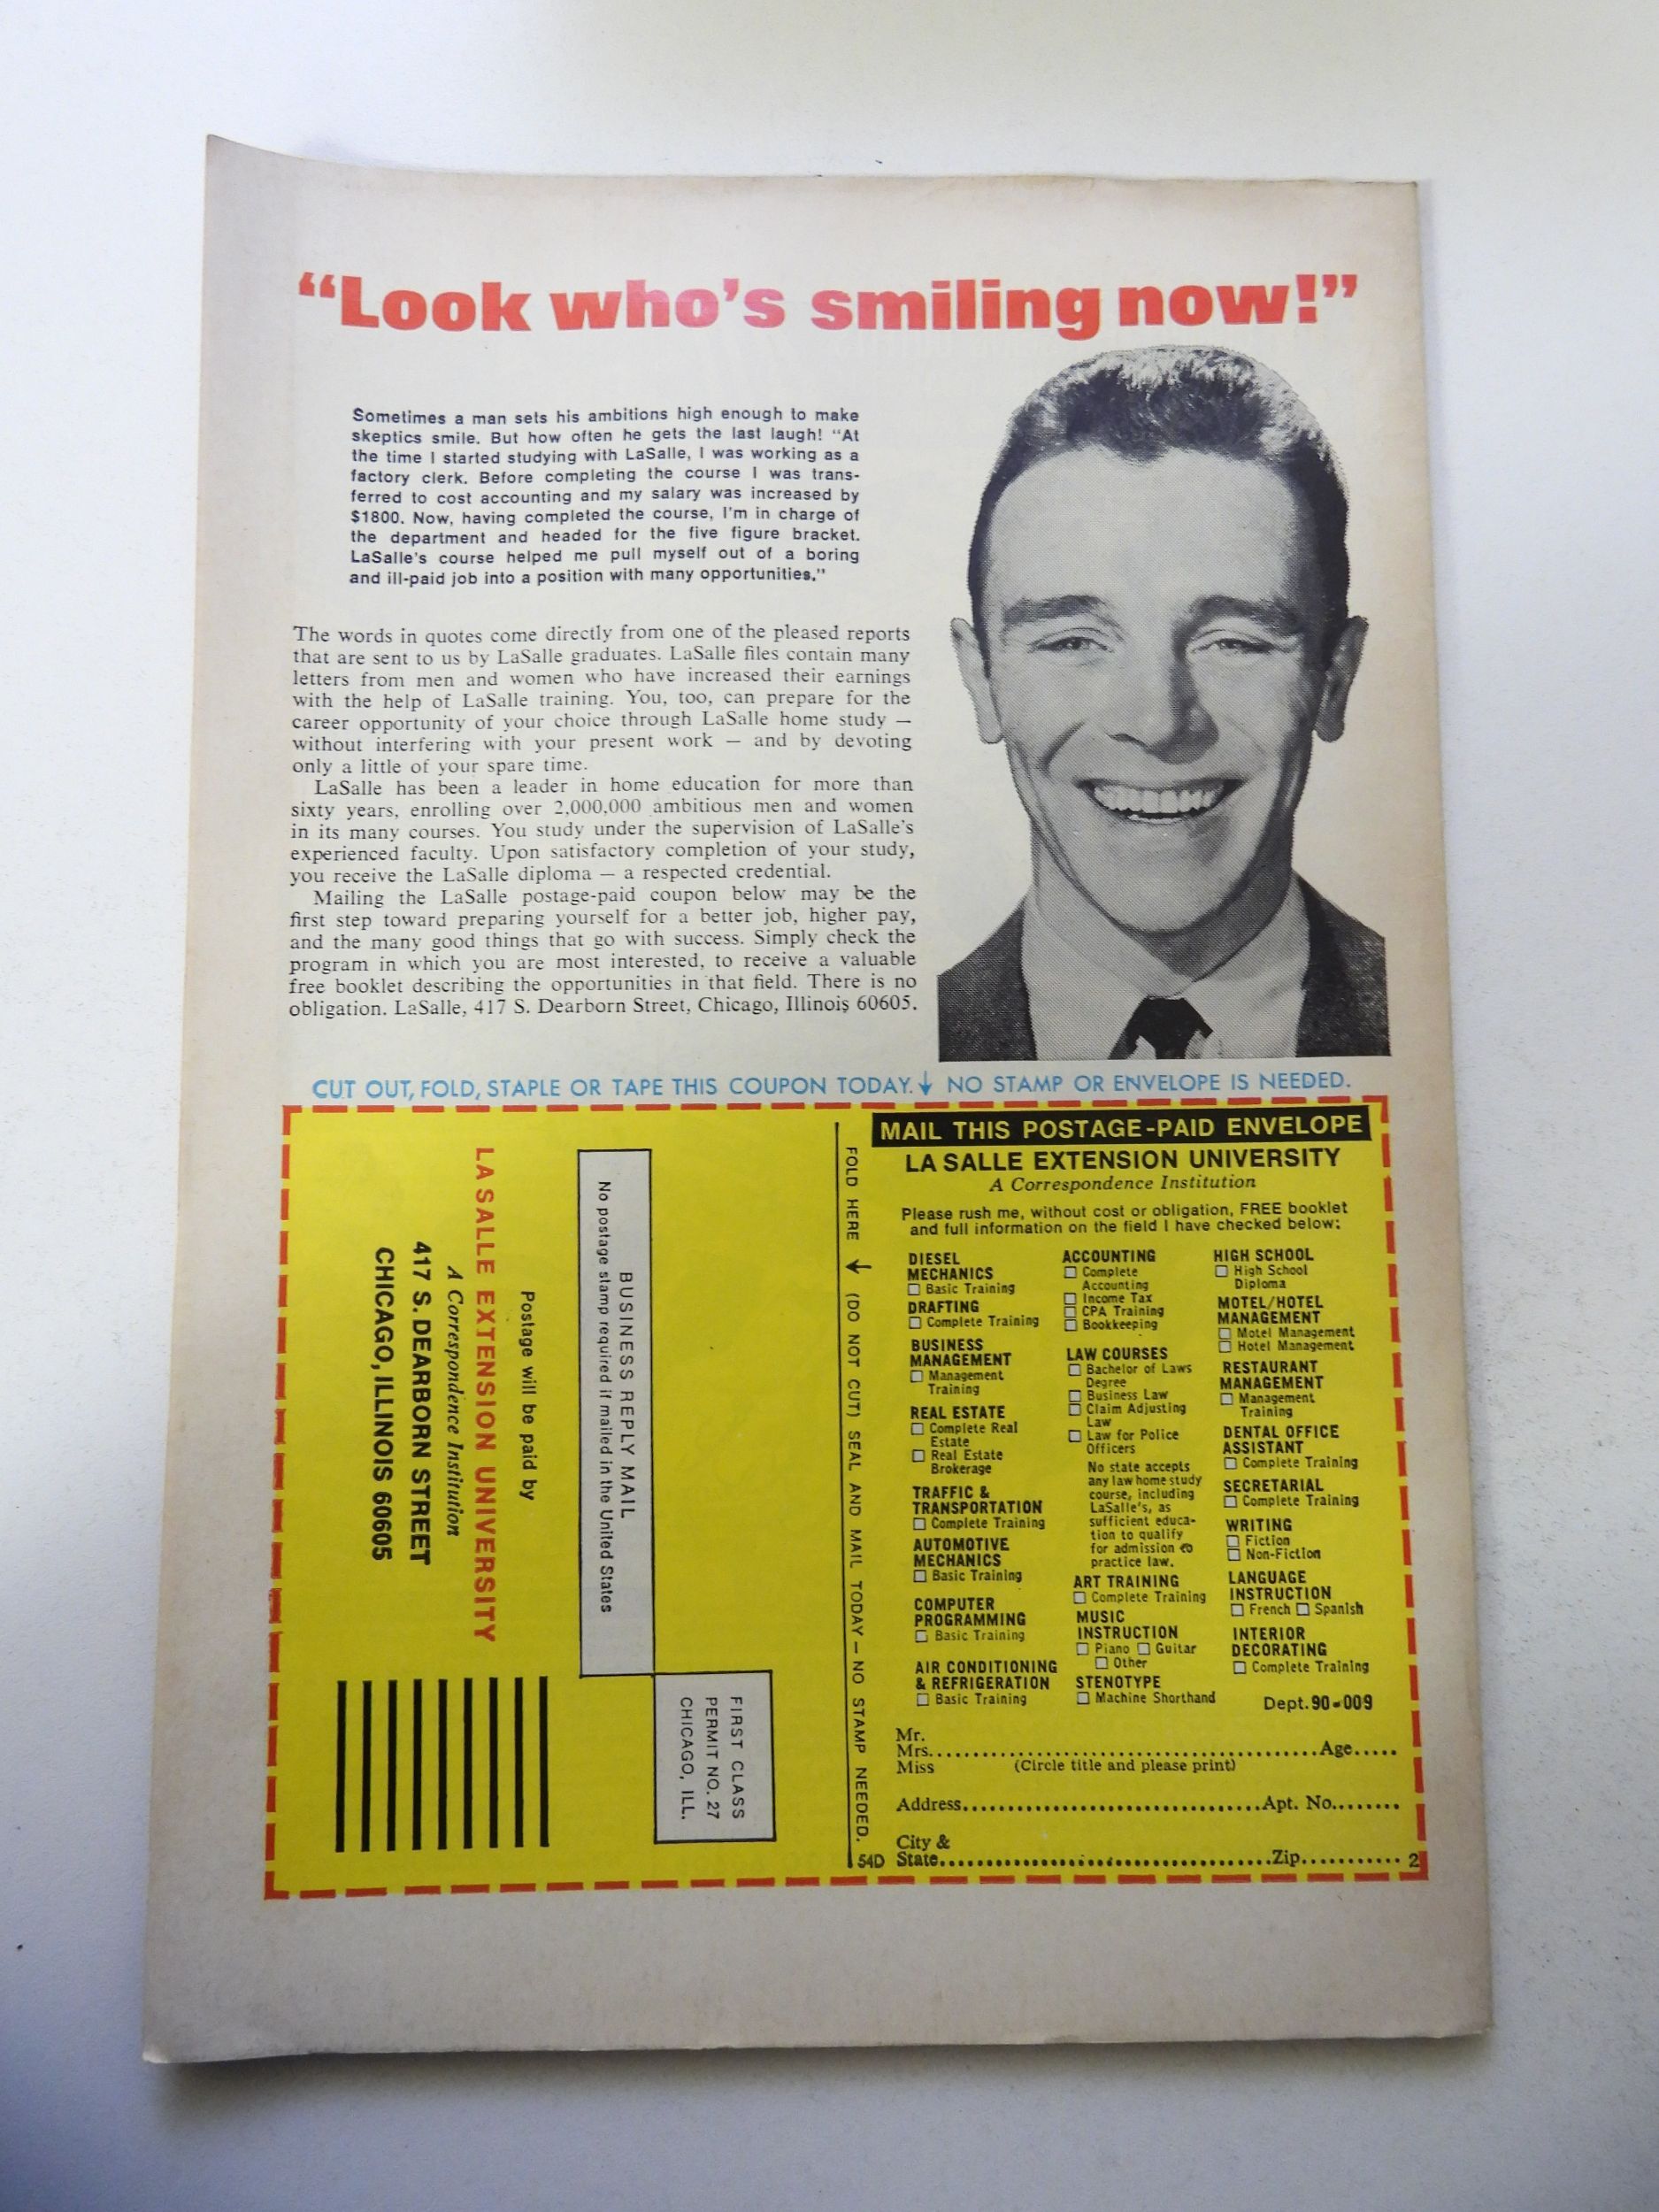 “Look who’s smiling now!”
Sometimes a man sets his ambitions high enough to make
skeptics smile. But how often he gets the last laugh! “At
the time I started studying with LaSalle, I was working as a
factory clerk. Before completing the course I was trans-
ferred to cost accounting and my salary was increased by
$1800. Now, having completed the course, I’m in charge of
the department and headed for the five figure bracket.
LaSalle’s course helped me pull myself out of a boring
and ill-paid job into a position with many opportunities.”
The words in quotes come directly from one of the pleased reports
that are sent to us by LaSalle graduates. LaSalle files contain many
letters from men and women who have increased their earnings
with the help of LaSalle training. You, too, can prepare for the
career opportunity of your choice through LaSalle home study —
without interfering with your present work — and by devoting
only a little of your spare time.
LaSalle has been a leader in home education for more than
sixty years, enrolling over 2,000,000 ambitious men and women
in its many courses. You study under the supervision of LaSalle’s
experienced faculty. Upon satisfactory completion of your study,
you receive the LaSalle diploma — a respected credential.
Mailing the LaSalle postage-paid coupon below may be the
first step toward preparing yourself for a better job, higher pay,
and the many good things that go with success. Simply check the
program in which you are most interested, to receive a valuable
free booklet describing the opportunities in that field. There is no
obligation. LaSalle, 417 S. Dearborn Street, Chicago, Illinois 60605.
CUT OUT, FOLD, STAPLE OR TAPE THIS COUPON TODAY.↓ NO STAMP OR ENVELOPE IS NEEDED.
FIRST CLASS
PERMIT NO. 27
CHICAGO, ILL.
BUSINESS REPLY MAIL
No postage stamp required if mailed in the United States
Postage will be paid by
LA SALLE EXTENSION UNIVERSITY
A Correspondence Institution
417 S. DEARBORN STREET
CHICAGO, ILLINOIS 60605
FOLD HERE → (DO NOT CUT) SEAL AND MAIL TODAY — NO STAMP NEEDED.
MAIL THIS POSTAGE-PAID ENVELOPE
LA SALLE EXTENSION UNIVERSITY
A Correspondence Institution
Please rush me, without cost or obligation, FREE booklet
and full information on the field I have checked below:
DIESEL
MECHANICS
☐ Basic Training
DRAFTING
☐ Complete Training
BUSINESS
MANAGEMENT
☐ Management
Training
REAL ESTATE
☐ Complete Real
Estate
☐ Real Estate
Brokerage
TRAFFIC &
TRANSPORTATION
☐ Complete Training
AUTOMOTIVE
MECHANICS
☐ Basic Training
COMPUTER
PROGRAMMING
☐ Basic Training
AIR CONDITIONING
& REFRIGERATION
☐ Basic Training
ACCOUNTING
☐ Complete
Accounting
☐ Income Tax
☐ CPA Training
☐ Bookkeeping
LAW COURSES
☐ Bachelor of Laws
Degree
☐ Business Law
☐ Claim Adjusting
Law
☐ Law for Police
Officers
No state accepts
any law home study
course, including
LaSalle’s, as
sufficient educa-
tion to qualify
for admission to
practice law.
ART TRAINING
☐ Complete Training
MUSIC
INSTRUCTION
☐ Piano ☐ Guitar
☐ Other
STENOTYPE
☐ Machine Shorthand
HIGH SCHOOL
☐ High School
Diploma
MOTEL/HOTEL
MANAGEMENT
☐ Motel Management
☐ Hotel Management
RESTAURANT
MANAGEMENT
☐ Management
Training
DENTAL OFFICE
ASSISTANT
☐ Complete Training
SECRETARIAL
☐ Complete Training
WRITING
☐ Fiction
☐ Non-Fiction
LANGUAGE
INSTRUCTION
☐ French ☐ Spanish
INTERIOR
DECORATING
☐ Complete Training
Dept. 90-009
Mr.
Mrs..........Age.....
Miss (Circle title and please print)
Address..........Apt. No........
City &
54D State..........Zip.......... 2